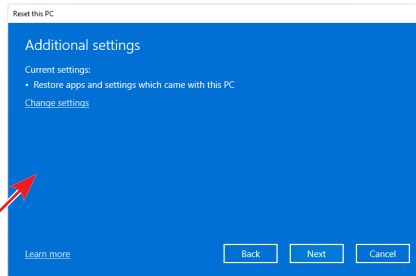 Reset this PC
Additional settings
Current settings:
• Restore apps and settings which came with this PC
Change settings
Learn more
Back
Next
Cancel